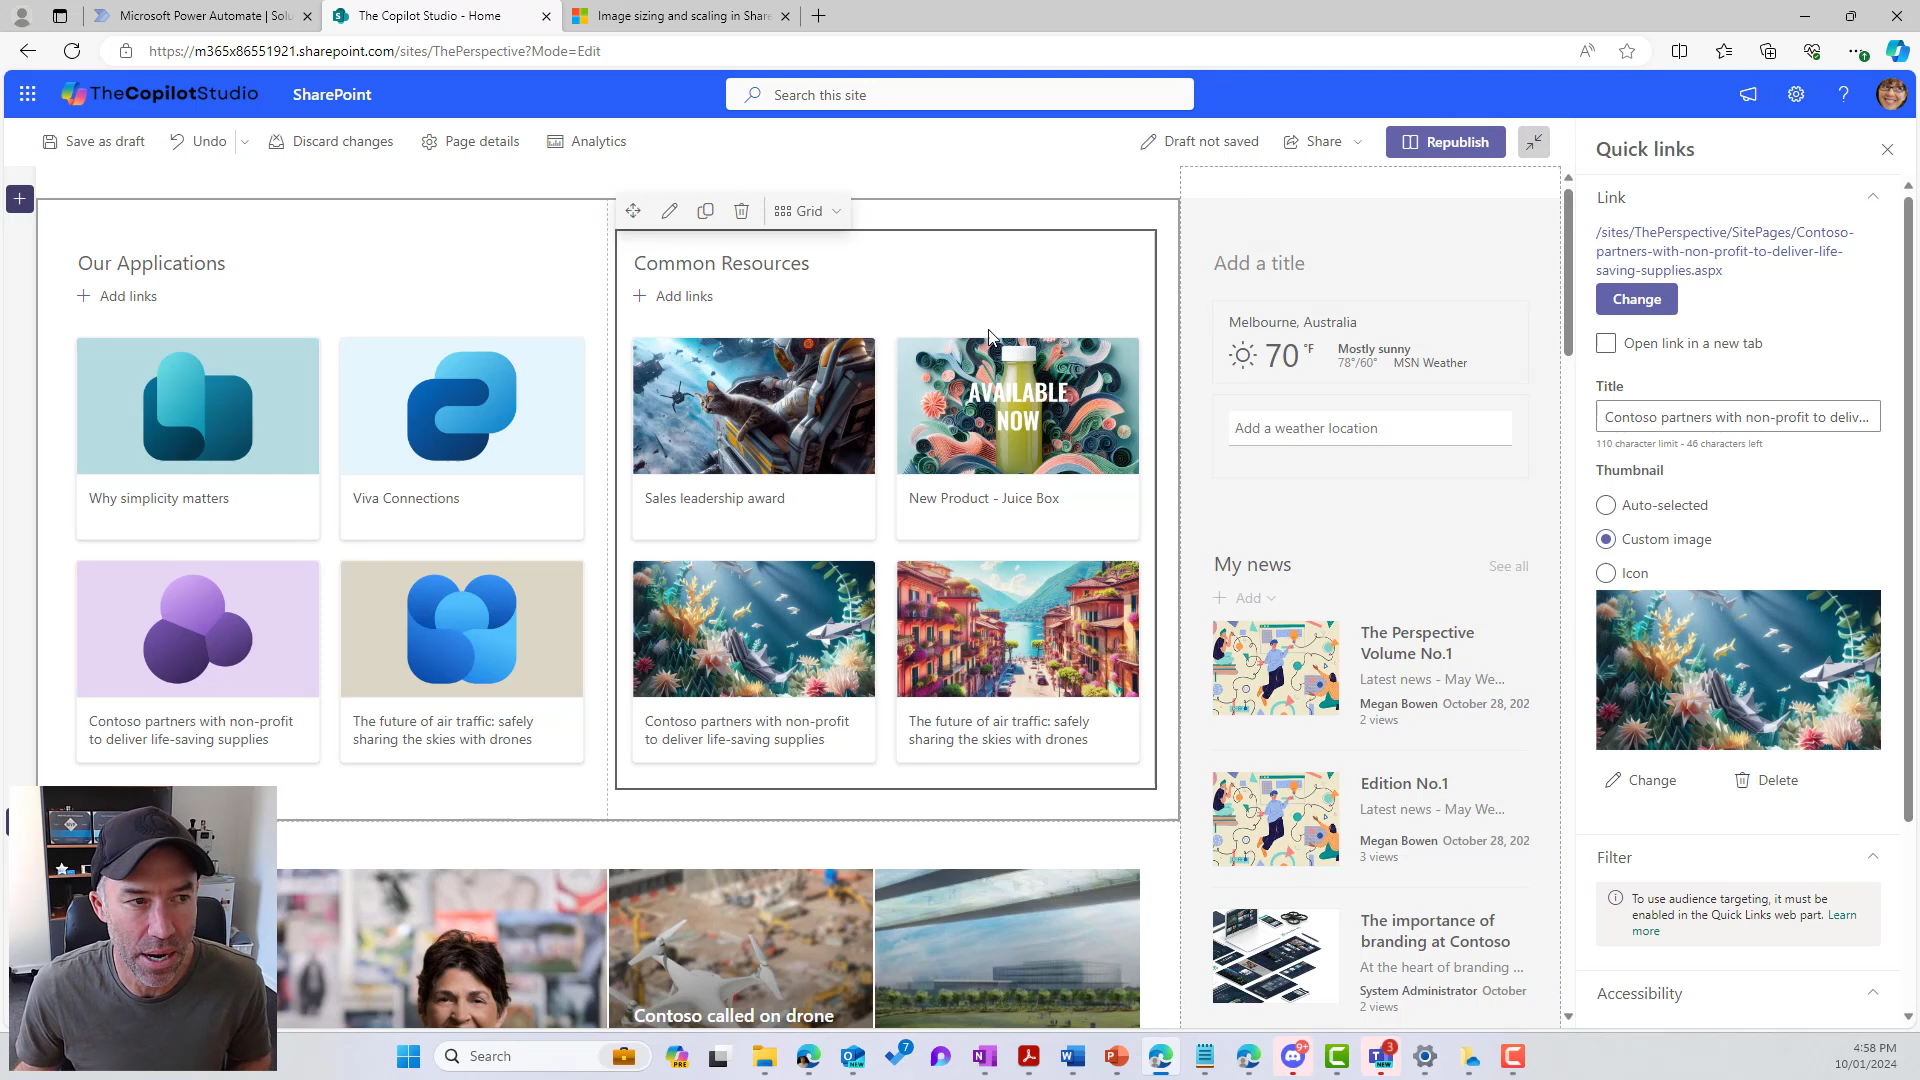 Microsoft Power Automate | Solu
The Copilot Studio - Home
Image sizing and scaling in Share
https://m365x86551921.sharepoint.com/sites/ThePerspective?Mode=Edit
TheCopilotStudio
SharePoint
Search this site
Save as draft
Undo
Discard changes
Page details
Analytics
Draft not saved
Share
Republish
Quick links
Link
/sites/ThePerspective/SitePages/Contoso-
partners-with-non-profit-to-deliver-life-
saving-supplies.aspx
Change
Open link in a new tab
Title
Contoso partners with non-profit to deliv...
110 character limit - 46 characters left
Thumbnail
Auto-selected
Custom image
Icon
Change
Delete
Filter
To use audience targeting, it must be
enabled in the Quick Links web part. Learn
more
Accessibility
Grid
Our Applications
Add links
Why simplicity matters
Viva Connections
Contoso partners with non-profit
to deliver life-saving supplies
The future of air traffic: safely
sharing the skies with drones
Common Resources
Add links
AVAILABLE
NOW
Sales leadership award
New Product - Juice Box
Contoso partners with non-profit
to deliver life-saving supplies
The future of air traffic: safely
sharing the skies with drones
Add a title
Melbourne, Australia
70 °F
Mostly sunny
78°/60° MSN Weather
Add a weather location
My news
See all
Add
The Perspective
Volume No.1
Latest news - May We...
Megan Bowen October 28, 202
2 views
Edition No.1
Latest news - May We...
Megan Bowen October 28, 202
3 views
The importance of
branding at Contoso
At the heart of branding ...
System Administrator October
2 views
Contoso called on drone
Search
PRE
NEW
7
9+
3
NEW
4:58 PM
10/01/2024